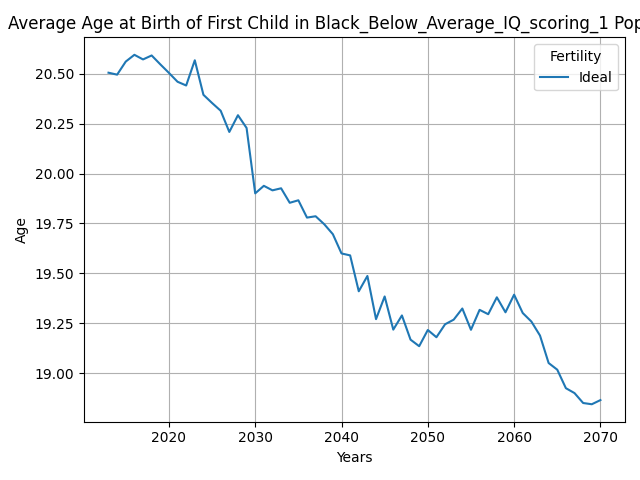 Average Age at Birth of First Child in Black_Below_Average_IQ_scoring_1 Pop
Fertility
Ideal
20.50
20.25
20.00
19.75
19.50
19.25
19.00
Age
2020 2030 2040 2050 2060 2070
Years